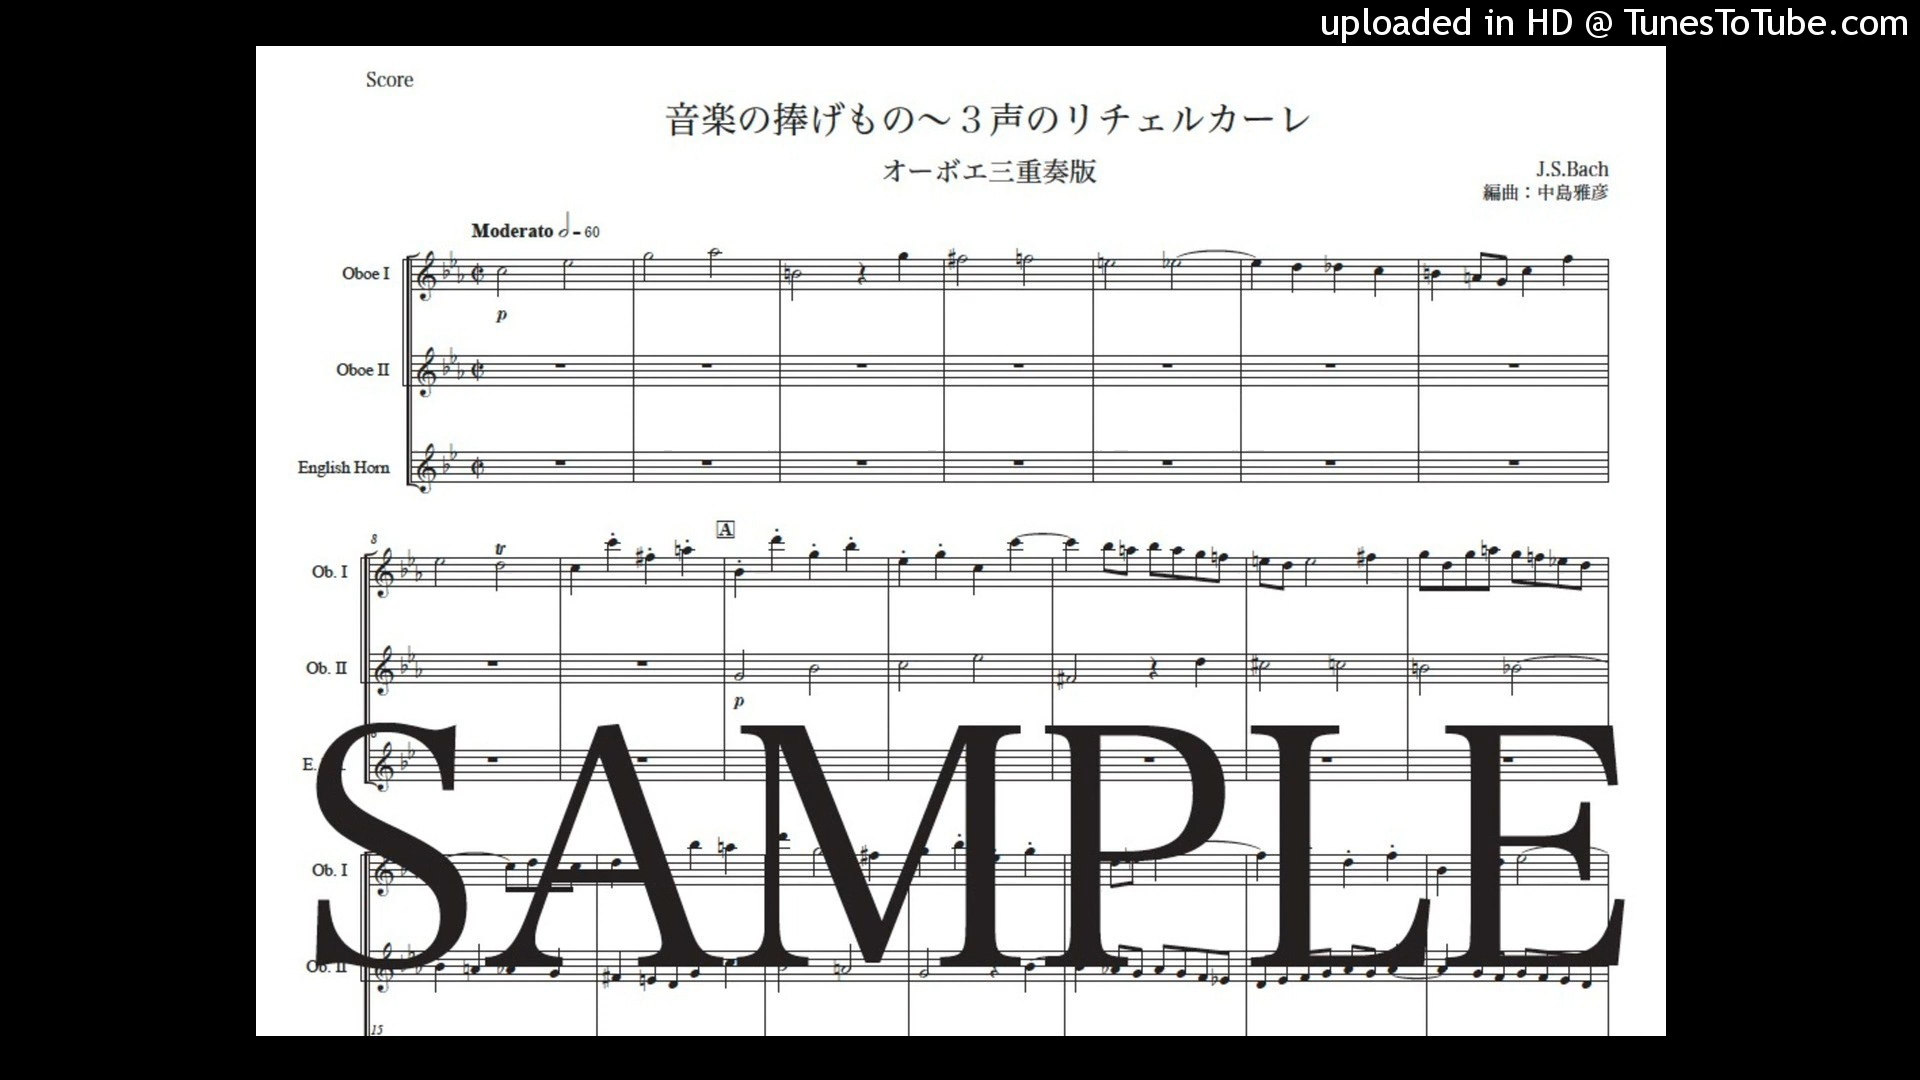 uploaded in HD @ TunesToTube.com
Score
音楽の捧げもの～３声のリチェルカーレ
オーボエ三重奏版
J.S.Bach
編曲：中島雅彦
Moderato 𝅗𝅥 = 60
Oboe I
p
Oboe II
English Horn
8
tr
A
Ob. I
Ob. II
p
8
SAMPLE
Ob. I
Ob. II
15